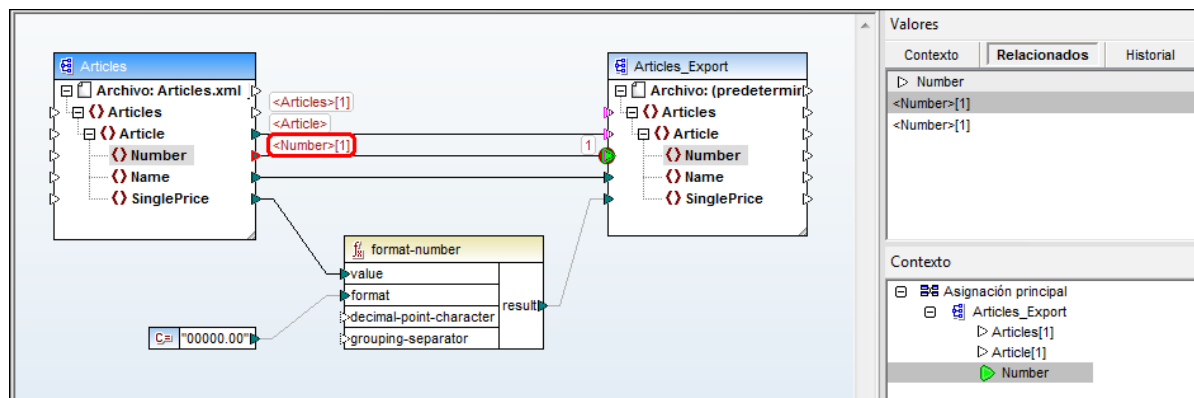 Articles
Archivo: Articles.xml
Articles
Article
Number
Name
SinglePrice
<Articles>[1]
<Article>
<Number>[1]
1
Articles_Export
Archivo: (predetermin
Articles
Article
Number
Name
SinglePrice
format-number
value
format
decimal-point-character
grouping-separator
result
C= "00000.00"
Valores
Contexto Relacionados Historial
Number
<Number>[1]
<Number>[1]
Contexto
Asignación principal
Articles_Export
Articles[1]
Article[1]
Number